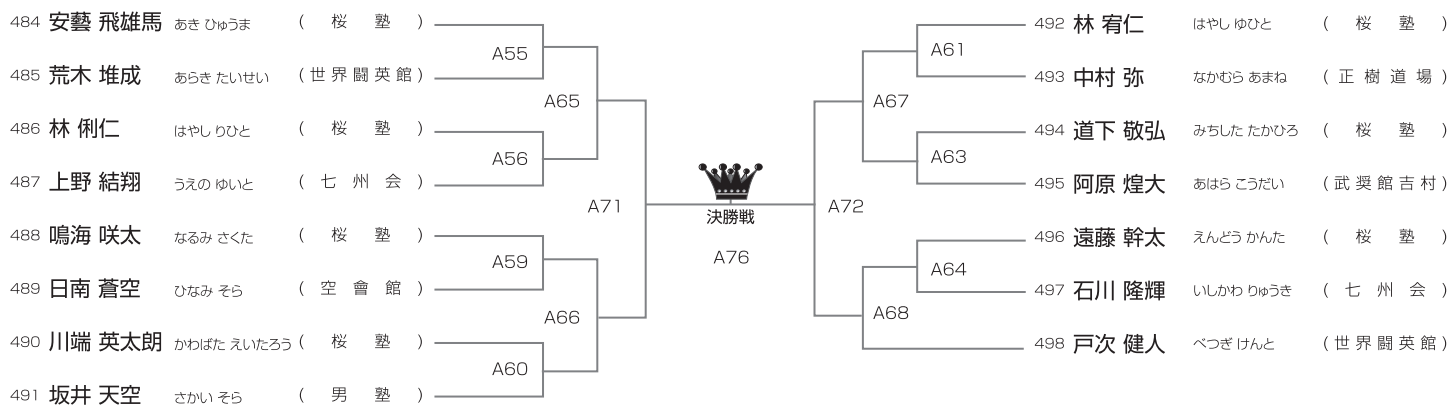 484 安藝 飛雄馬 あき ひゅうま ( 桜 塾 )
485 荒木 堆成 あらき たいせい ( 世界闘英館 )
486 林 俐仁 はやし りひと ( 桜 塾 )
487 上野 結翔 うえの ゆいと ( 七 州 会 )
488 鳴海 咲太 なるみ さくた ( 桜 塾 )
489 日南 蒼空 ひなみ そら ( 空 會 館 )
490 川端 英太朗 かわばた えいたろう ( 桜 塾 )
491 坂井 天空 さかい そら ( 男 塾 )
A55
A56
A59
A60
A65
A66
A71
決勝戦
A76
A72
A67
A68
A61
A63
A64
492 林 宥仁 はやし ゆひと ( 桜 塾 )
493 中村 弥 なかむら あまね ( 正 樹 道 場 )
494 道下 敬弘 みちした たかひろ ( 桜 塾 )
495 阿原 煌大 あはら こうだい ( 武奨館吉村 )
496 遠藤 幹太 えんどう かんた ( 桜 塾 )
497 石川 隆輝 いしかわ りゅうき ( 七 州 会 )
498 戸次 健人 べつぎ けんと ( 世界闘英館 )